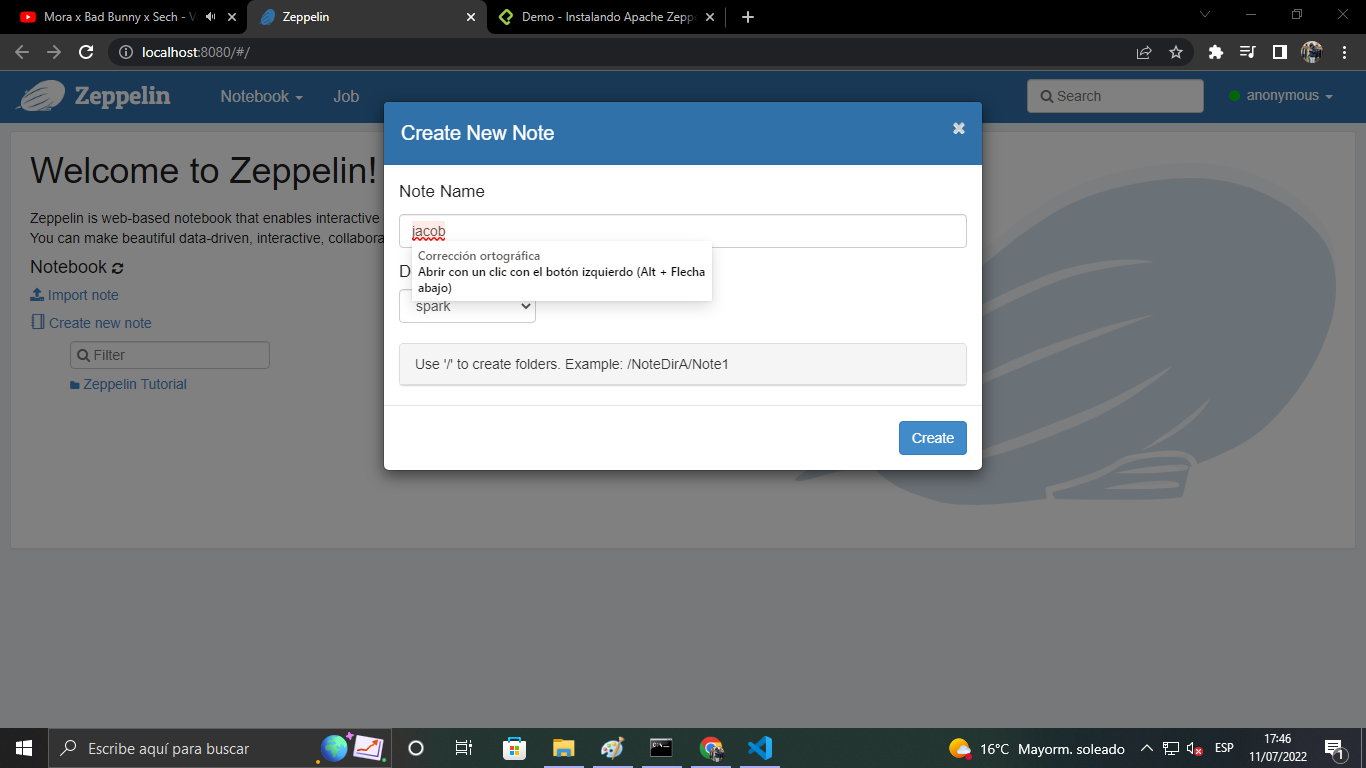 Mora x Bad Bunny x Sech - V
Zeppelin
Demo - Instalando Apache Zepp
localhost:8080/#/
Zeppelin
Notebook
Job
Search
anonymous
Create New Note
Welcome to Zeppelin!
Note Name
Zeppelin is web-based notebook that enables interactive
jacob
You can make beautiful data-driven, interactive, collabora
Corrección ortográfica
Abrir con un clic con el botón izquierdo (Alt + Flecha
abajo)
Notebook
D
Import note
spark
Create new note
Filter
Use '/' to create folders. Example: /NoteDirA/Note1
Zeppelin Tutorial
Create
Escribe aquí para buscar
16°C Mayorm. soleado
ESP
17:46
11/07/2022
1